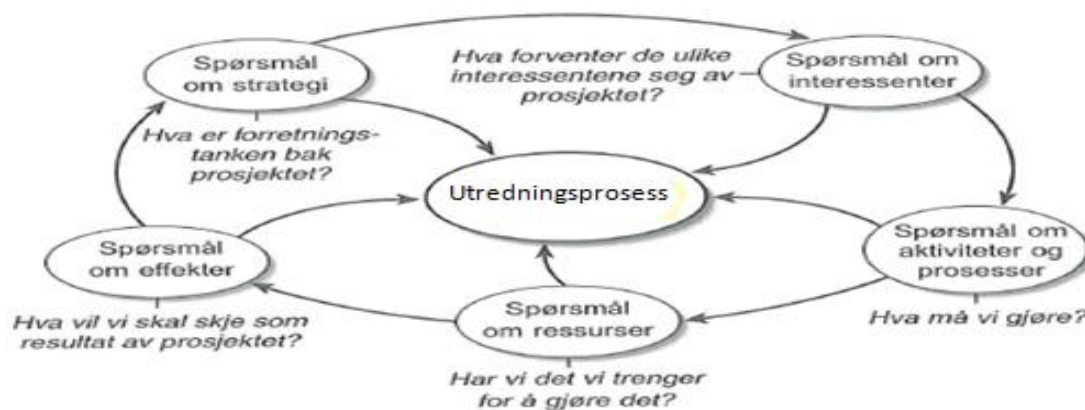 Spørsmål
om strategi
Hva er forretnings-
tanken bak
prosjektet?
Hva forventer de ulike
interessentene seg av
prosjektet?
Spørsmål om
interessenter
Utredningsprosess
Spørsmål om
aktiviteter og
prosesser
Hva må vi gjøre?
Spørsmål
om ressurser
Har vi det vi trenger
for å gjøre det?
Spørsmål
om effekter
Hva vil vi skal skje som
resultat av prosjektet?